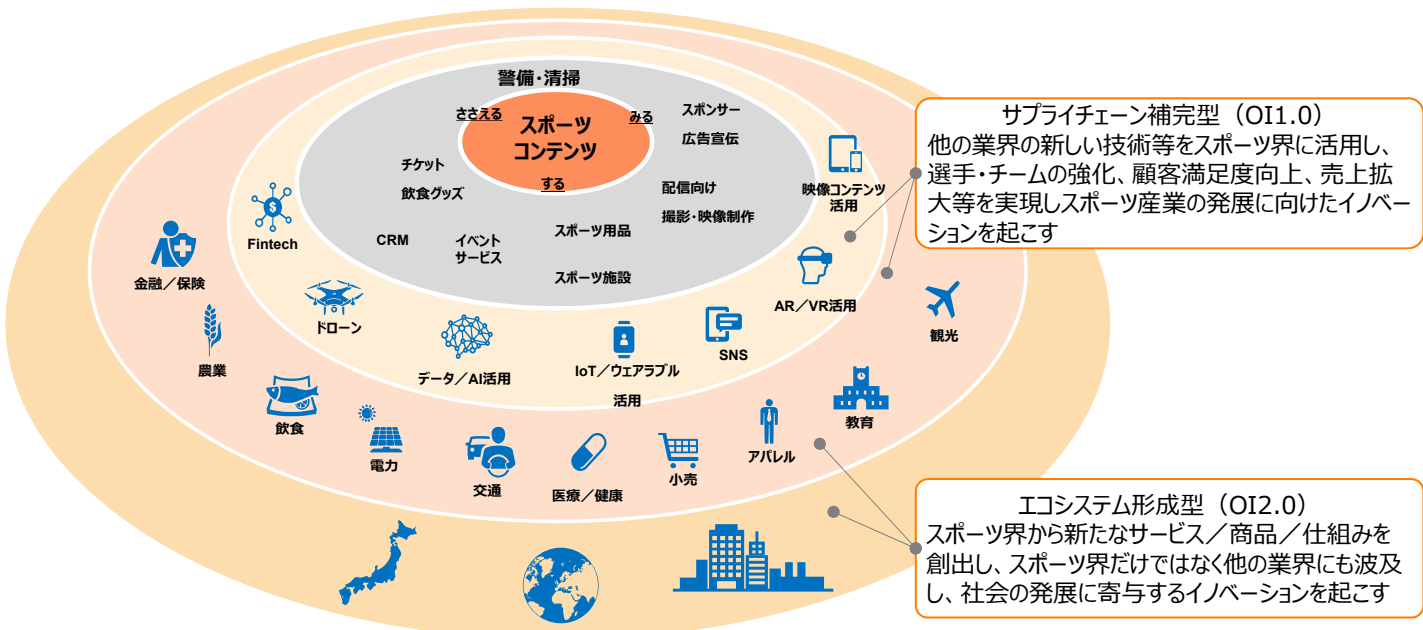 警備・清掃
ささえる
スポーツ
コンテンツ
みる
する
スポンサー
広告宣伝
チケット
飲食グッズ
配信向け
撮影・映像制作
CRM
イベント
サービス
スポーツ用品
スポーツ施設
映像コンテンツ
活用
Fintech
ドローン
データ/AI活用
IoT/ウェアラブル
活用
SNS
AR/VR活用
金融/保険
農業
飲食
電力
交通
医療/健康
小売
アパレル
教育
観光
サプライチェーン補完型（OI1.0）
他の業界の新しい技術等をスポーツ界に活用し、
選手・チームの強化、顧客満足度向上、売上拡
大等を実現しスポーツ産業の発展に向けたイノベー
ションを起こす
エコシステム形成型（OI2.0）
スポーツ界から新たなサービス/商品/仕組みを
創出し、スポーツ界だけではなく他の業界にも波及
し、社会の発展に寄与するイノベーションを起こす